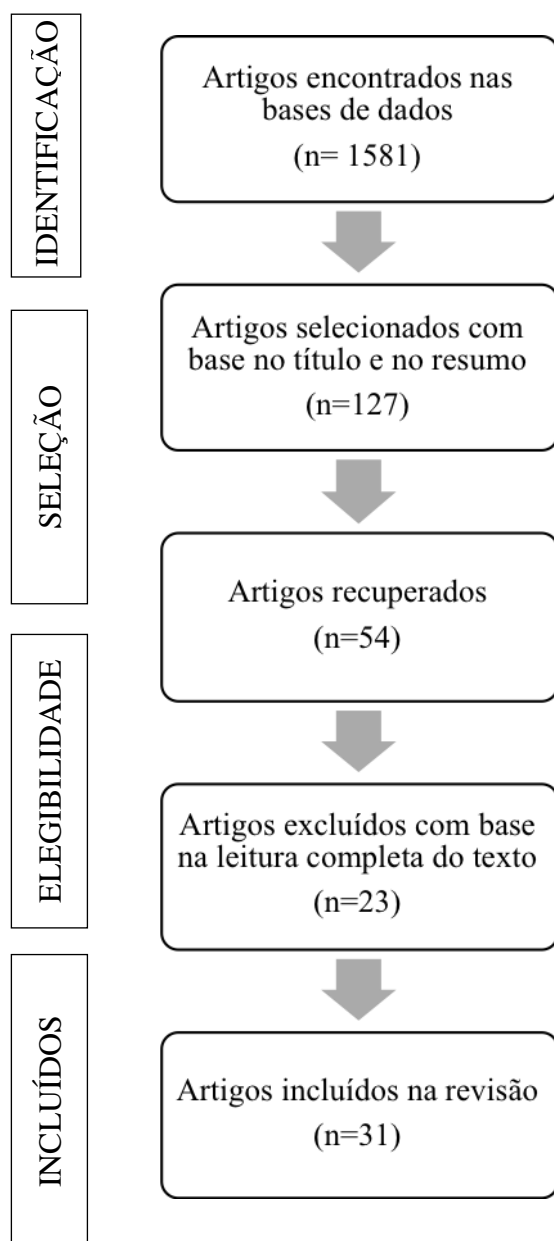 IDENTIFICAÇÃO
Artigos encontrados nas
bases de dados
(n= 1581)
SELEÇÃO
Artigos selecionados com
base no título e no resumo
(n=127)
Artigos recuperados
(n=54)
ELEGIBILIDADE
Artigos excluídos com base
na leitura completa do texto
(n=23)
INCLUÍDOS
Artigos incluídos na revisão
(n=31)